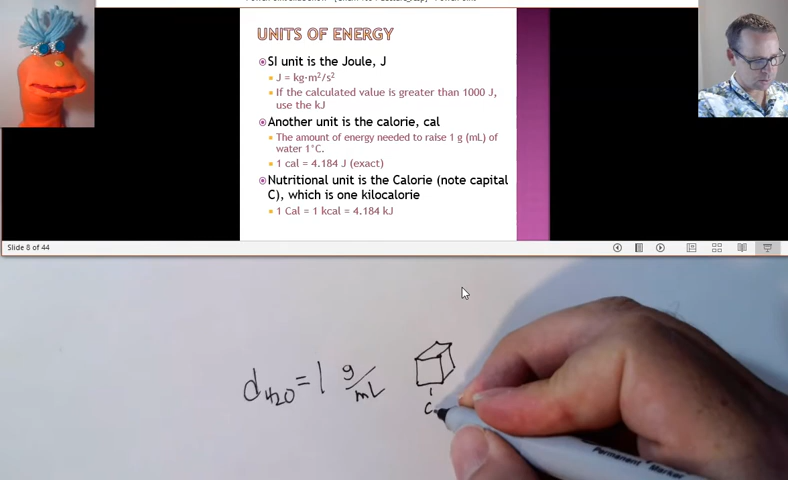 UNITS OF ENERGY
SI unit is the Joule, J
J = kg·m²/s²
If the calculated value is greater than 1000 J,
use the kJ
Another unit is the calorie, cal
The amount of energy needed to raise 1 g (mL) of
water 1°C.
1 cal = 4.184 J (exact)
Nutritional unit is the Calorie (note capital
C), which is one kilocalorie
1 Cal = 1 kcal = 4.184 kJ
Slide 8 of 44
d H2O = 1 g/mL
1
C
Permanent Marker